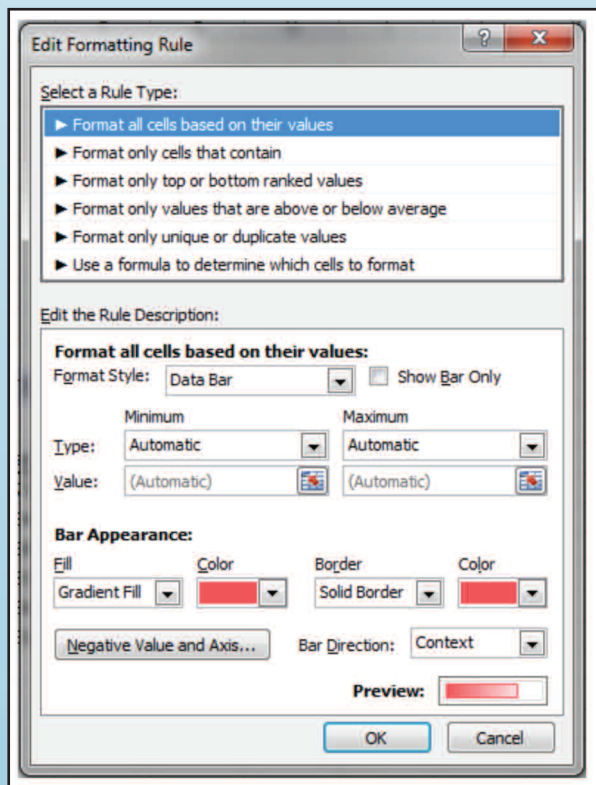 Edit Formatting Rule
?
Select a Rule Type:
► Format all cells based on their values
► Format only cells that contain
► Format only top or bottom ranked values
► Format only values that are above or below average
► Format only unique or duplicate values
► Use a formula to determine which cells to format
Edit the Rule Description:
Format all cells based on their values:
Format Style: Data Bar Show Bar Only
Minimum Maximum
Type: Automatic Automatic
Value: (Automatic) (Automatic)
Bar Appearance:
Fill Color Border Color
Gradient Fill Solid Border
Negative Value and Axis... Bar Direction: Context
Preview:
OK Cancel